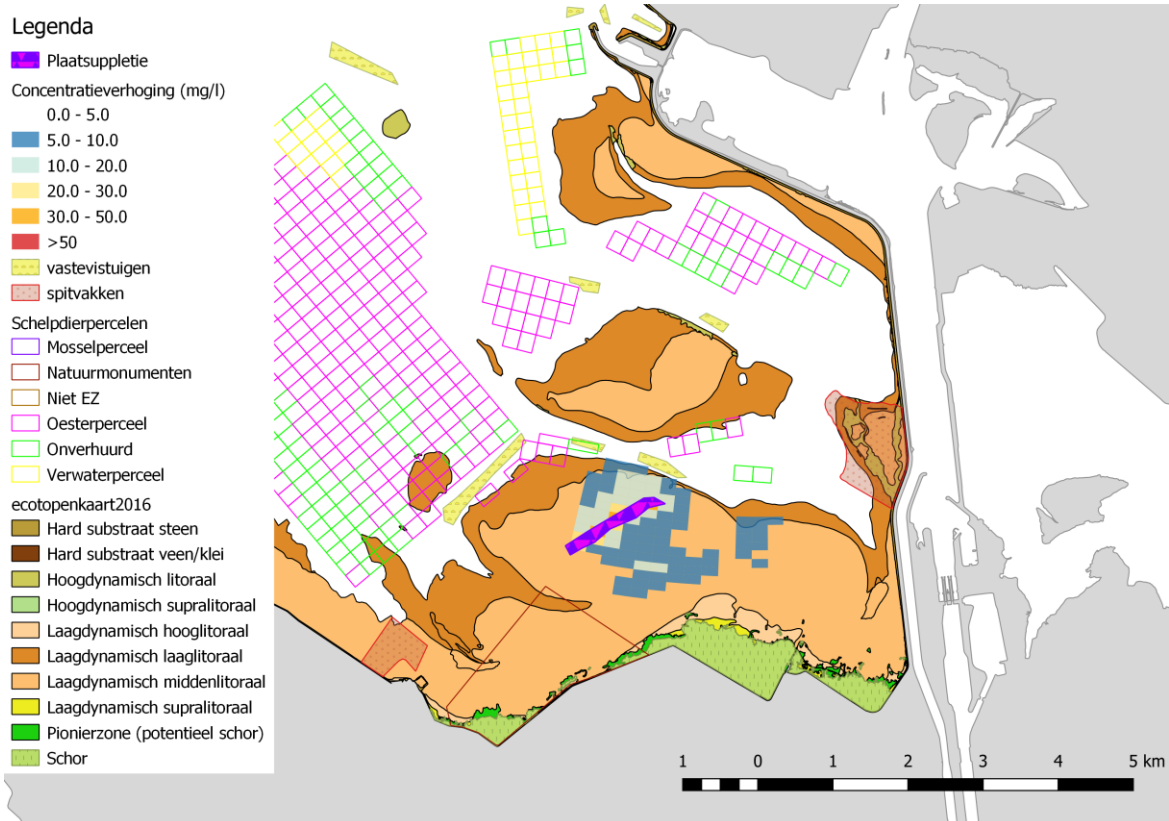 Legenda
Plaatsuppletie
Concentratieverhoging (mg/l)
0.0 - 5.0
5.0 - 10.0
10.0 - 20.0
20.0 - 30.0
30.0 - 50.0
>50
vastevistuigen
spitvakken
Schelpdierpercelen
Mosselperceel
Natuurmonumenten
Niet EZ
Oesterperceel
Onverhuurd
Verwaterperceel
ecotopenkaart2016
Hard substraat steen
Hard substraat veen/klei
Hoogdynamisch litoraal
Hoogdynamisch supralitoraal
Laagdynamisch hooglitoraal
Laagdynamisch laaglitoraal
Laagdynamisch middenlitoraal
Laagdynamisch supralitoraal
Pionierzone (potentieel schor)
Schor
1 0 1 2 3 4 5 km